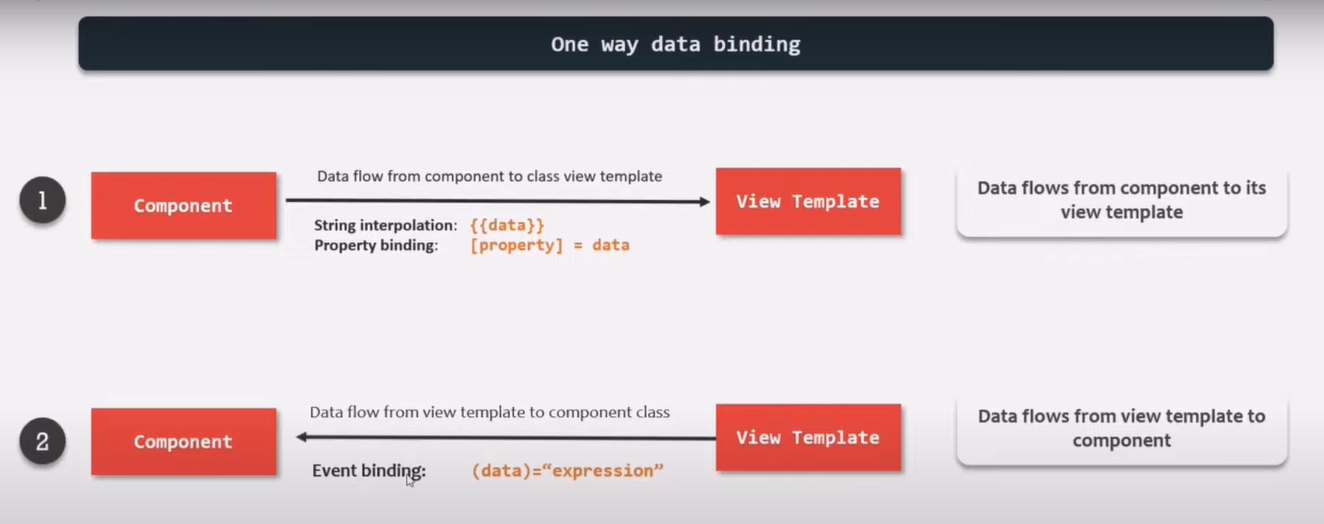 One way data binding
1
Component
Data flow from component to class view template
String interpolation: {{data}}
Property binding: [property] = data
View Template
Data flows from component to its
view template
2
Component
Data flow from view template to component class
Event binding: (data)=“expression”
View Template
Data flows from view template to
component